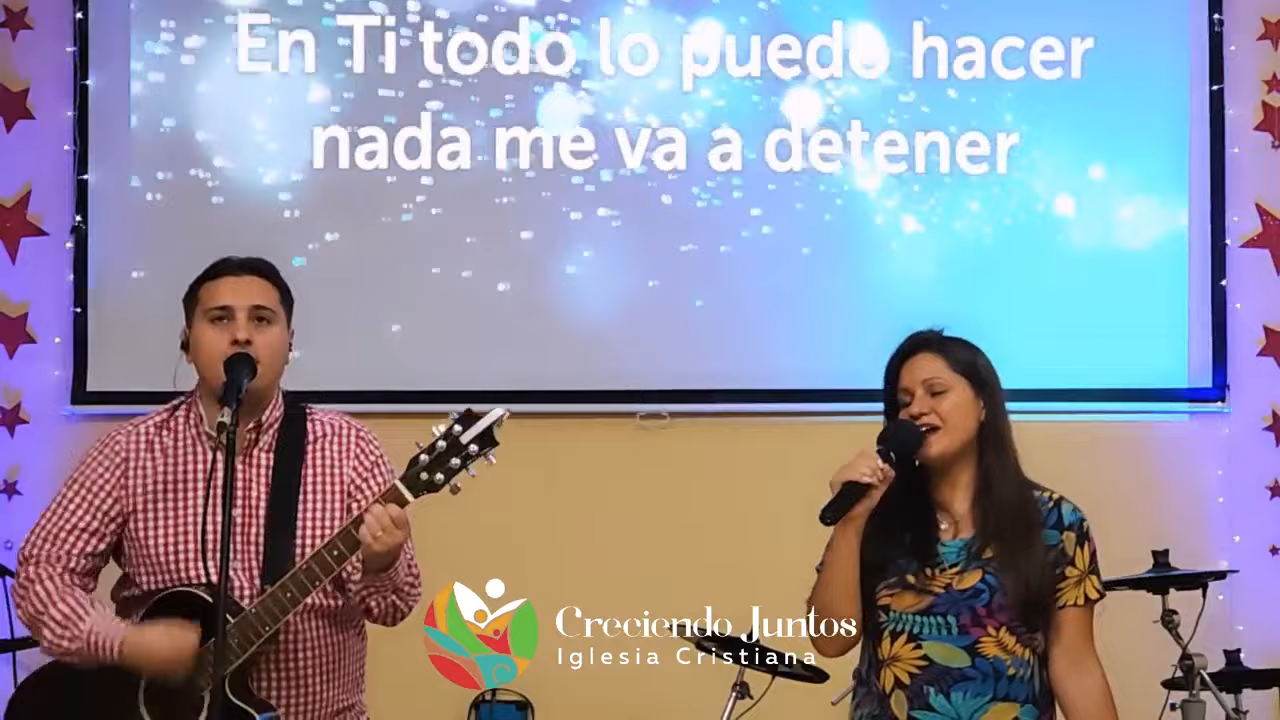 En Ti todo lo puedo hacer
nada me va a detener
Creciendo Juntos
Iglesia Cristiana